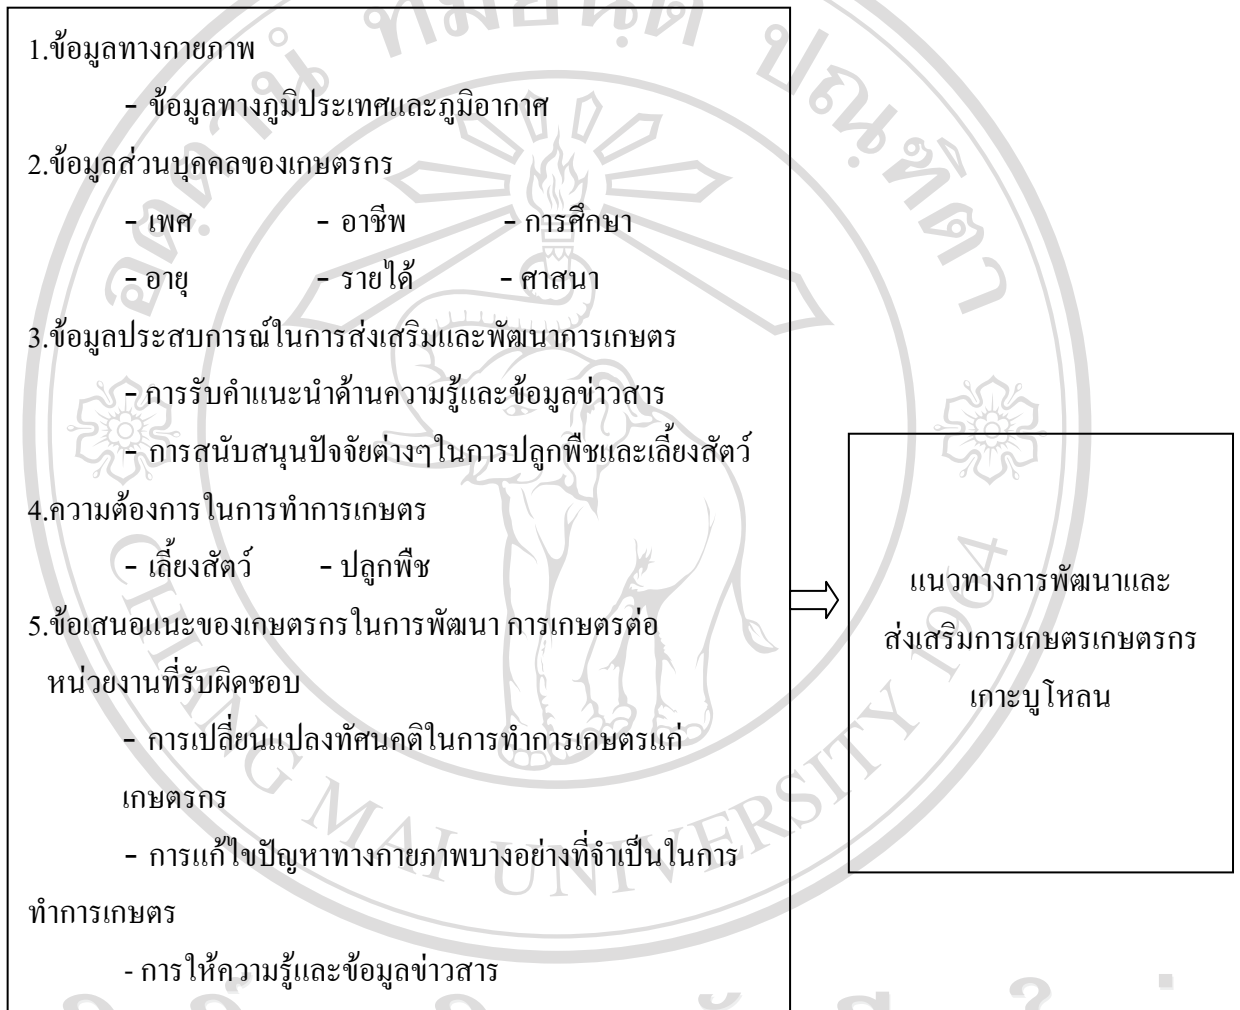 1.ข้อมูลทางกายภาพ
- ข้อมูลทางภูมิประเทศและภูมิอากาศ
2.ข้อมูลส่วนบุคคลของเกษตรกร
- เพศ - อาชีพ - การศึกษา
- อายุ - รายได้ - ศาสนา
3.ข้อมูลประสบการณ์ในการส่งเสริมและพัฒนาการเกษตร
- การรับคำแนะนำด้านความรู้และข้อมูลข่าวสาร
- การสนับสนุนปัจจัยต่างๆในการปลูกพืชและเลี้ยงสัตว์
4.ความต้องการในการทำการเกษตร
- เลี้ยงสัตว์ - ปลูกพืช
5.ข้อเสนอแนะของเกษตรกรในการพัฒนา การเกษตรต่อ
หน่วยงานที่รับผิดชอบ
- การเปลี่ยนแปลงทัศนคติในการทำการเกษตรแก่
เกษตรกร
- การแก้ไขปัญหาทางกายภาพบางอย่างที่จำเป็นในการ
ทำการเกษตร
- การให้ความรู้และข้อมูลข่าวสาร
แนวทางการพัฒนาและ
ส่งเสริมการเกษตรเกษตรกร
เกาะบูโหลน
CHIANG MAI UNIVERSITY 1964